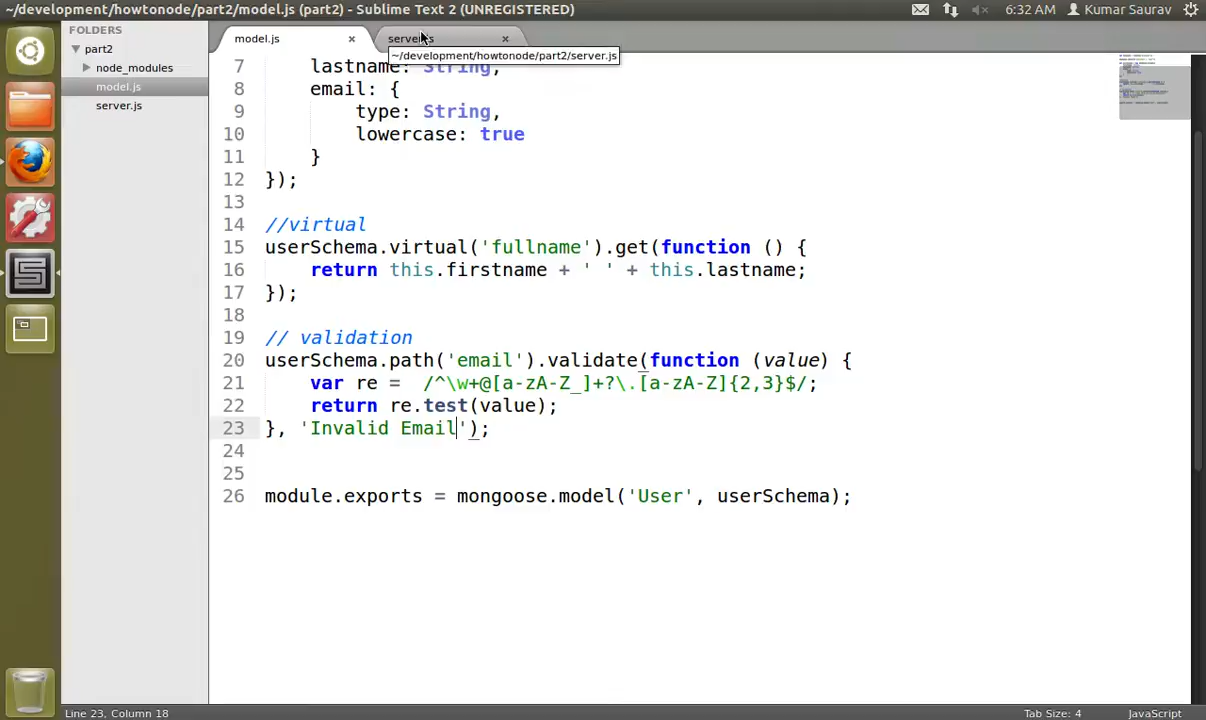 ~/development/howtonode/part2/model.js (part2) - Sublime Text 2 (UNREGISTERED)
6:32 AM
Kumar Saurav
FOLDERS
part2
node_modules
model.js
server.js
model.js ×
server.js ×
~/development/howtonode/part2/server.js
7 lastname: String,
8 email: {
9 type: String,
10 lowercase: true
11 }
12 });
13
14 //virtual
15 userSchema.virtual('fullname').get(function () {
16 return this.firstname + ' ' + this.lastname;
17 });
18
19 // validation
20 userSchema.path('email').validate(function (value) {
21 var re =  /^\w+@[a-zA-Z_]+?\.[a-zA-Z]{2,3}$/;
22 return re.test(value);
23 }, 'Invalid Email');
24
25
26 module.exports = mongoose.model('User', userSchema);
Line 23, Column 18
Tab Size: 4
JavaScript